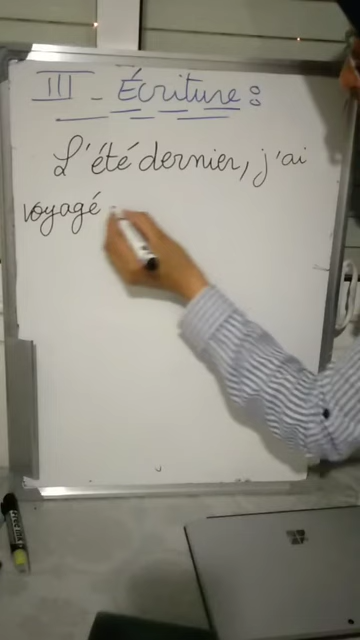 III - Écriture :
L'été dernier, j'ai
voyagé